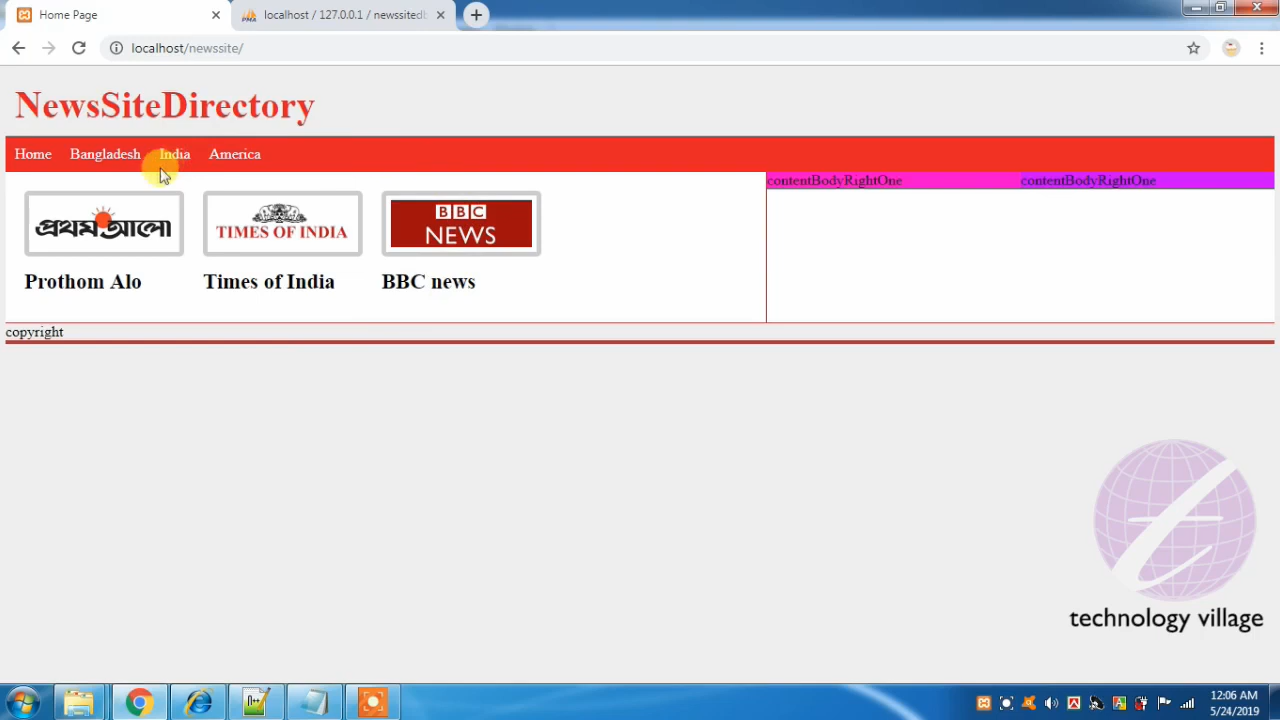 Home Page
localhost / 127.0.0.1 / newssitedb
localhost/newssite/
NewsSiteDirectory
Home Bangladesh India America
contentBodyRightOne contentBodyRightOne
প্রথম আলো
TIMES OF INDIA
BBC
NEWS
Prothom Alo Times of India BBC news
copyright
technology village
12:06 AM
5/24/2019